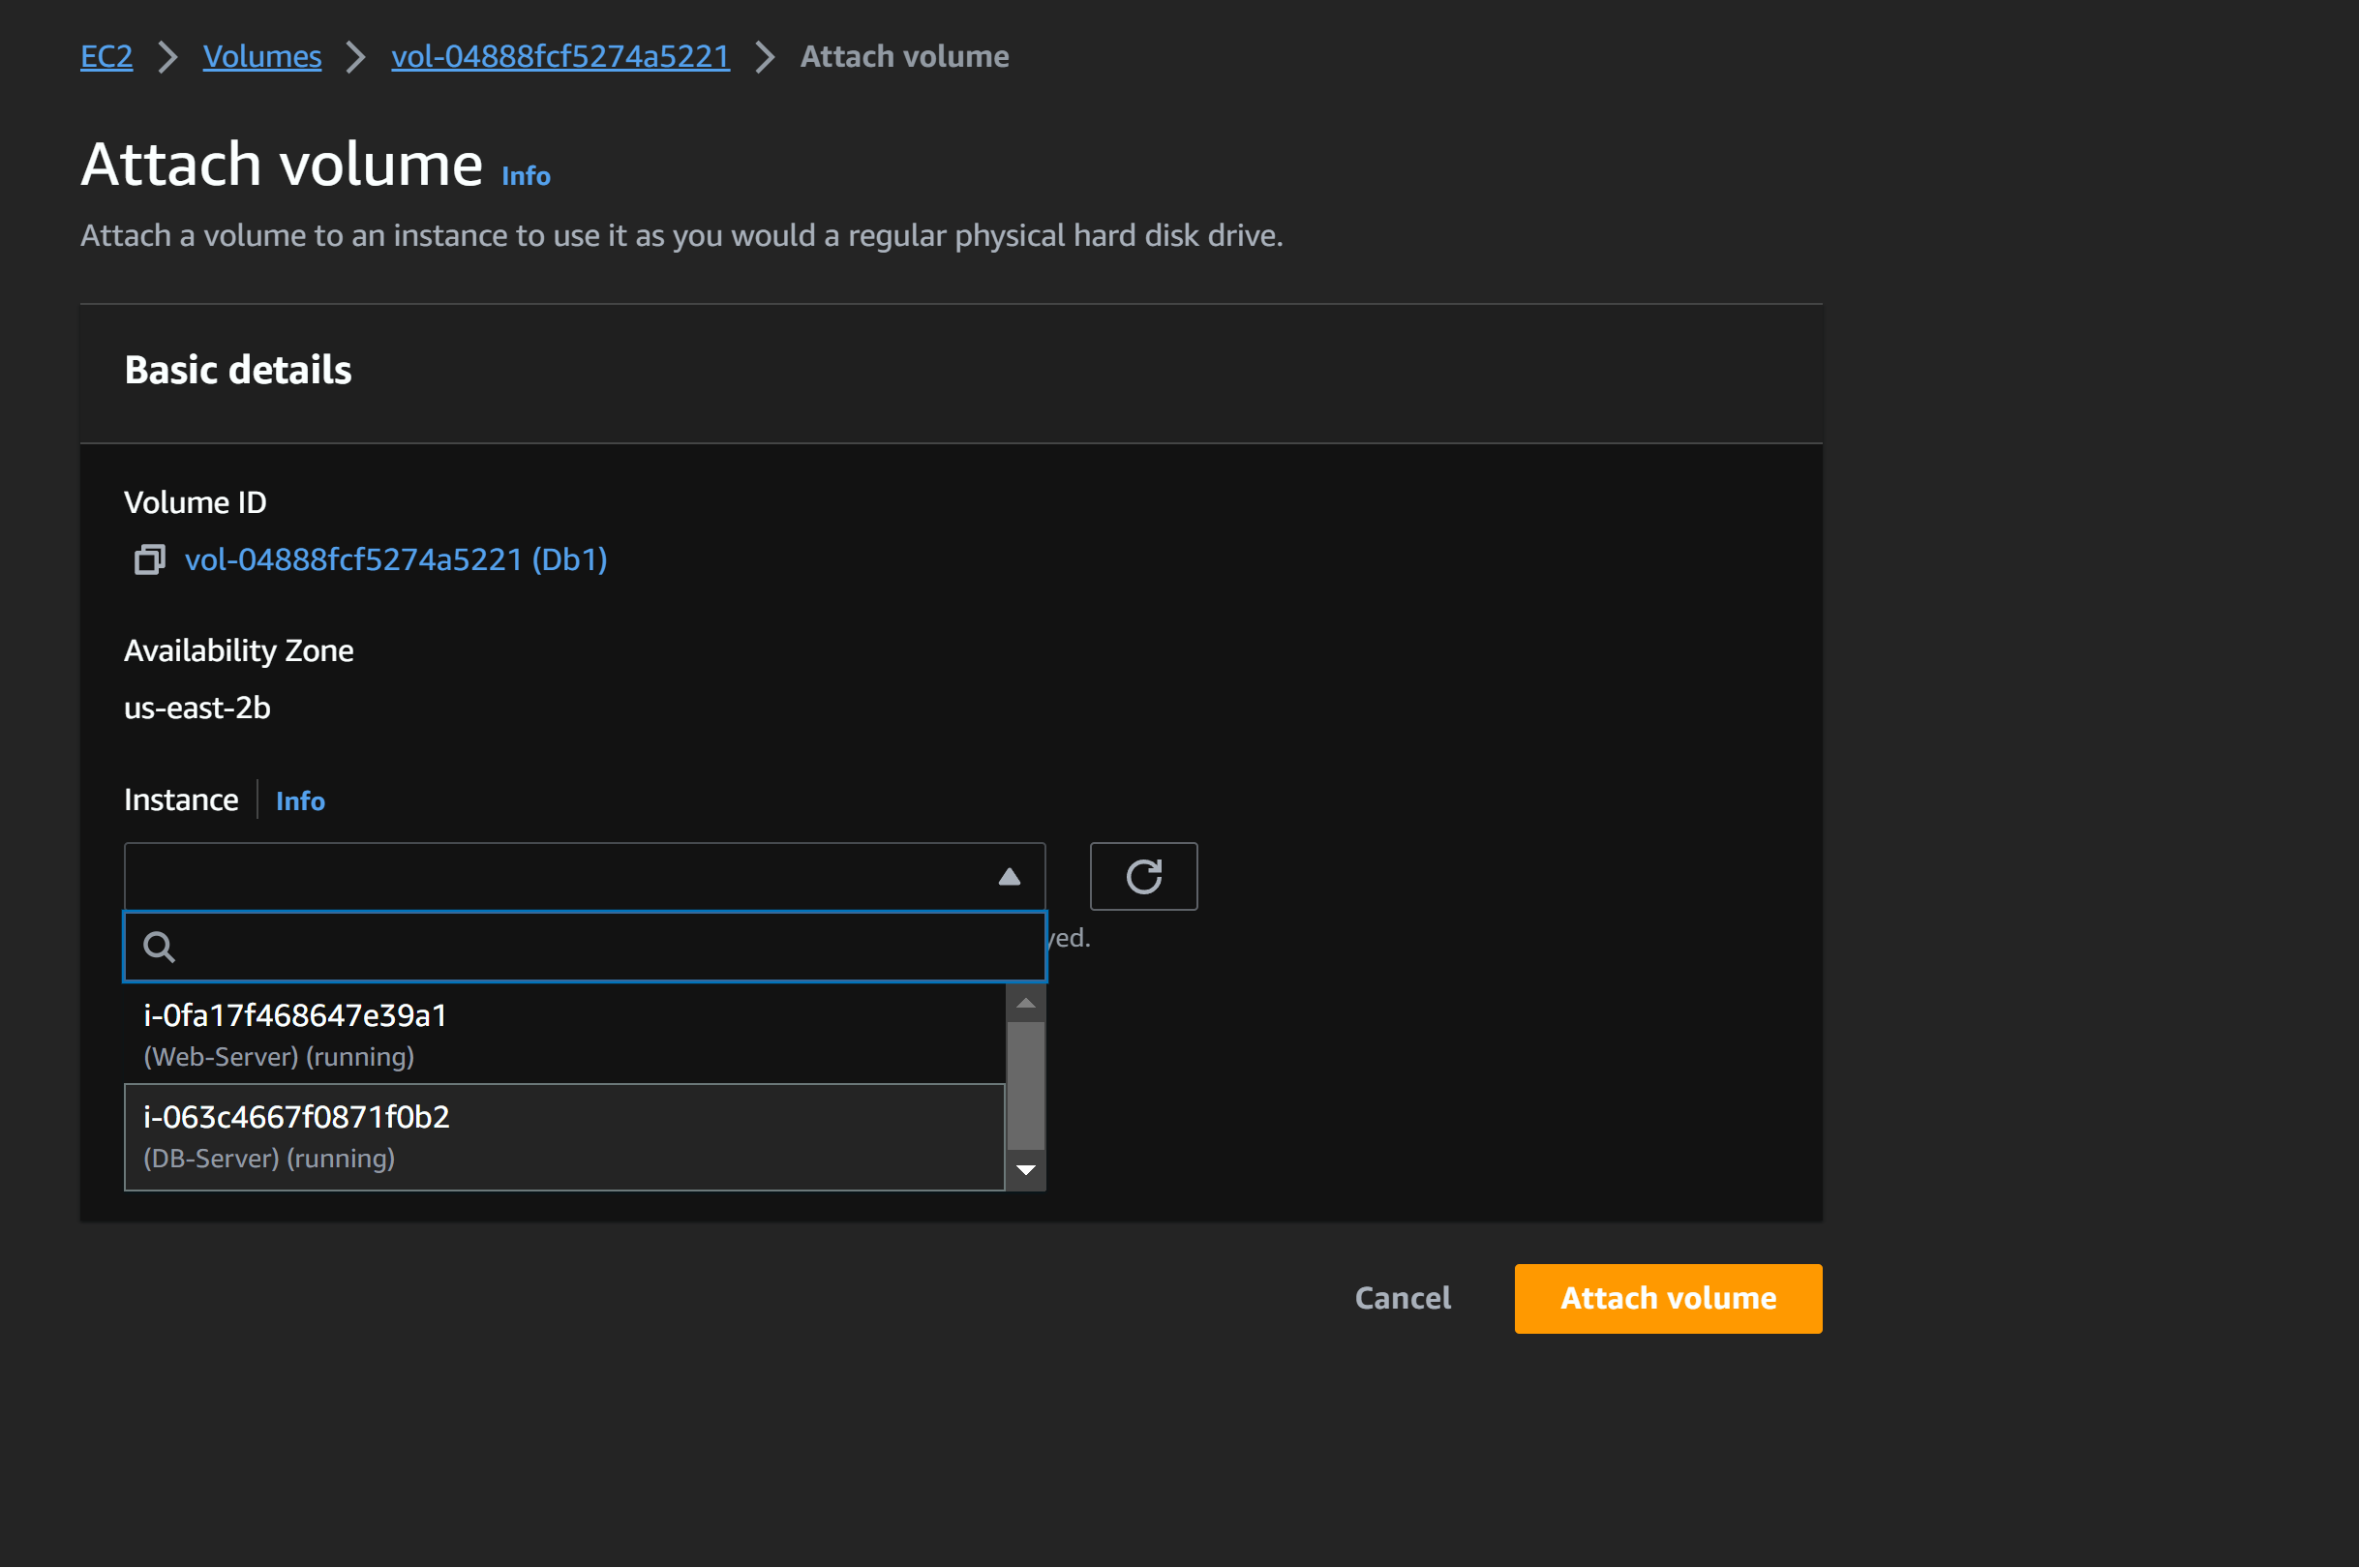 EC2 Volumes vol-04888fcf5274a5221 Attach volume
Attach volume Info
Attach a volume to an instance to use it as you would a regular physical hard disk drive.
Basic details
Volume ID
vol-04888fcf5274a5221 (Db1)
Availability Zone
us-east-2b
Instance Info
i-0fa17f468647e39a1
(Web-Server) (running)
i-063c4667f0871f0b2
(DB-Server) (running)
Cancel Attach volume